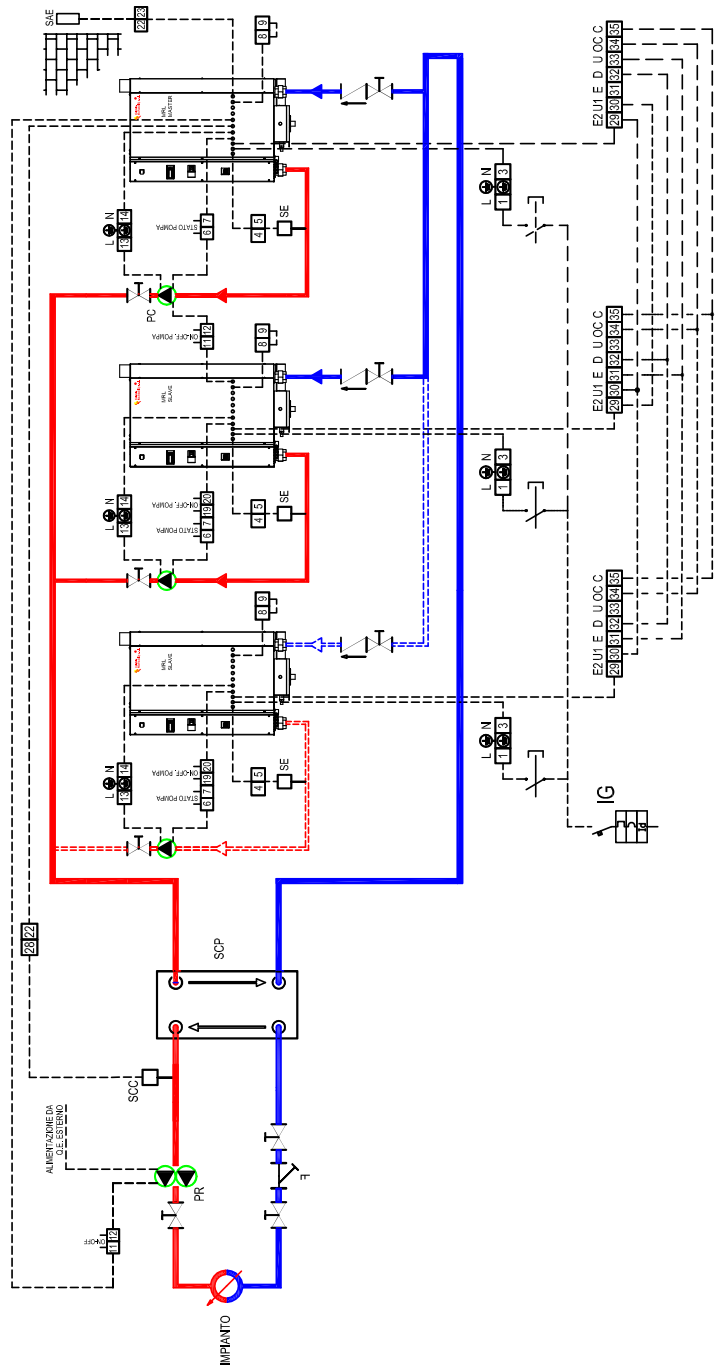 SAE
22 23
8 9
MRL
MASTER
L N
13 14
STATO POMPA
6 7
4 5
SE
PC
ON-OFF. POMPA
11 12
L N
1 3
E2 U1 E D U OC C
29 30 31 32 33 34 35
8 9
MRL
SLAVE
L N
13 14
STATO POMPA ON-OFF. POMPA
6 7 19 20
4 5
SE
L N
1 3
E2 U1 E D U OC C
29 30 31 32 33 34 35
8 9
MRL
SLAVE
L N
13 14
STATO POMPA ON-OFF. POMPA
6 7 19 20
4 5
SE
L N
1 3
E2 U1 E D U OC C
29 30 31 32 33 34 35
IG
Id
28 22
SCP
SCC
ALIMENTAZIONE DA
Q.E. ESTERNO
PR
F
ON-OFF
11 12
IMPIANTO